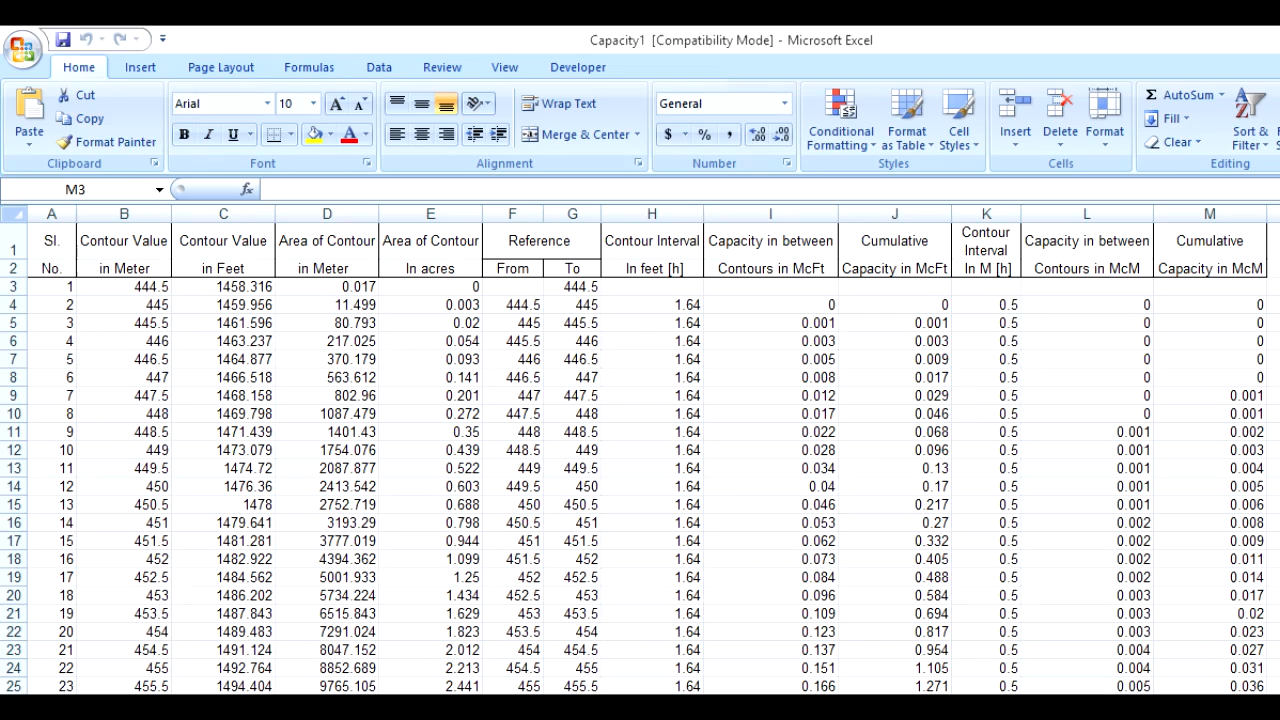 Capacity1 [Compatibility Mode] - Microsoft Excel
Home Insert Page Layout Formulas Data Review View Developer
Paste Cut Copy Format Painter
Clipboard
Arial 10
B I U A
Font
Wrap Text
Merge & Center
Alignment
General
$ % ,
Number
Conditional Formatting
Format as Table
Cell Styles
Styles
Insert Delete Format
Cells
Σ AutoSum
Fill
Clear
Sort & Filter
Editing
M3 fx
A B C D E F G H I J K L M
1 Sl. Contour Value Contour Value Area of Contour Area of Contour Reference Contour Interval Capacity in between Cumulative Contour Interval Capacity in between Cumulative
2 No. in Meter in Feet in Meter In acres From To In feet [h] Contours in McFt Capacity in McFt In M [h] Contours in McM Capacity in McM
3 1 444.5 1458.316 0.017 0 444.5
4 2 445 1459.956 11.499 0.003 444.5 445 1.64 0 0 0.5 0 0
5 3 445.5 1461.596 80.793 0.02 445 445.5 1.64 0.001 0.001 0.5 0 0
6 4 446 1463.237 217.025 0.054 445.5 446 1.64 0.003 0.003 0.5 0 0
7 5 446.5 1464.877 370.179 0.093 446 446.5 1.64 0.005 0.009 0.5 0 0
8 6 447 1466.518 563.612 0.141 446.5 447 1.64 0.008 0.017 0.5 0 0
9 7 447.5 1468.158 802.96 0.201 447 447.5 1.64 0.012 0.029 0.5 0 0.001
10 8 448 1469.798 1087.479 0.272 447.5 448 1.64 0.017 0.046 0.5 0 0.001
11 9 448.5 1471.439 1401.43 0.35 448 448.5 1.64 0.022 0.068 0.5 0.001 0.002
12 10 449 1473.079 1754.076 0.439 448.5 449 1.64 0.028 0.096 0.5 0.001 0.003
13 11 449.5 1474.72 2087.877 0.522 449 449.5 1.64 0.034 0.13 0.5 0.001 0.004
14 12 450 1476.36 2413.542 0.603 449.5 450 1.64 0.04 0.17 0.5 0.001 0.005
15 13 450.5 1478 2752.719 0.688 450 450.5 1.64 0.046 0.217 0.5 0.001 0.006
16 14 451 1479.641 3193.29 0.798 450.5 451 1.64 0.053 0.27 0.5 0.002 0.008
17 15 451.5 1481.281 3777.019 0.944 451 451.5 1.64 0.062 0.332 0.5 0.002 0.009
18 16 452 1482.922 4394.362 1.099 451.5 452 1.64 0.073 0.405 0.5 0.002 0.011
19 17 452.5 1484.562 5001.933 1.25 452 452.5 1.64 0.084 0.488 0.5 0.002 0.014
20 18 453 1486.202 5734.224 1.434 452.5 453 1.64 0.096 0.584 0.5 0.003 0.017
21 19 453.5 1487.843 6515.843 1.629 453 453.5 1.64 0.109 0.694 0.5 0.003 0.02
22 20 454 1489.483 7291.024 1.823 453.5 454 1.64 0.123 0.817 0.5 0.003 0.023
23 21 454.5 1491.124 8047.152 2.012 454 454.5 1.64 0.137 0.954 0.5 0.004 0.027
24 22 455 1492.764 8852.689 2.213 454.5 455 1.64 0.151 1.105 0.5 0.004 0.031
25 23 455.5 1494.404 9765.105 2.441 455 455.5 1.64 0.166 1.271 0.5 0.005 0.036